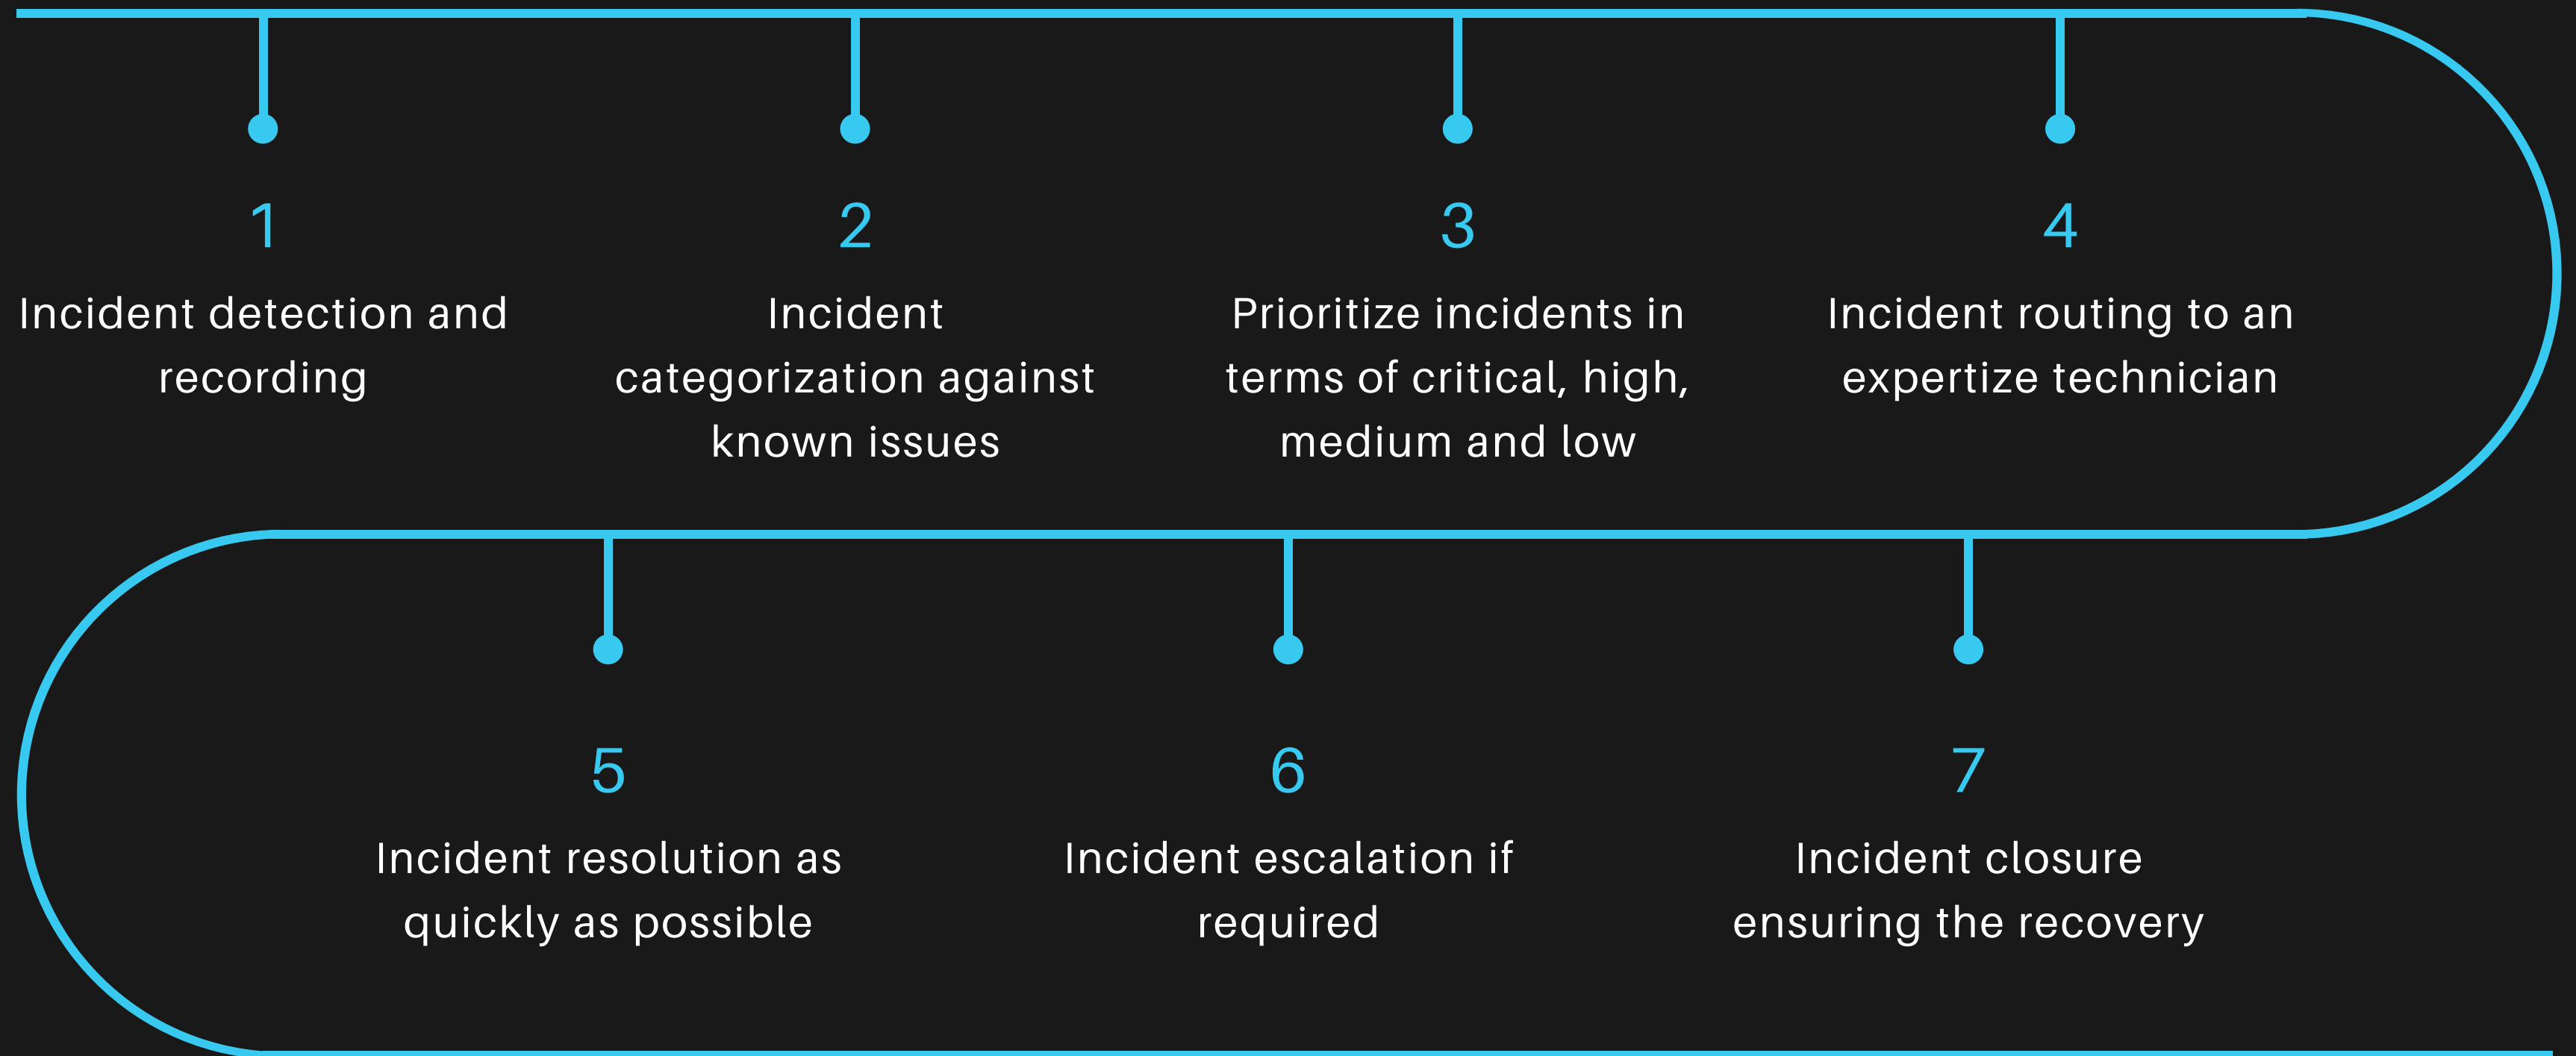 1
Incident detection and
recording
2
Incident
categorization against
known issues
3
Prioritize incidents in
terms of critical, high,
medium and low
4
Incident routing to an
expertize technician
5
Incident resolution as
quickly as possible
6
Incident escalation if
required
7
Incident closure
ensuring the recovery